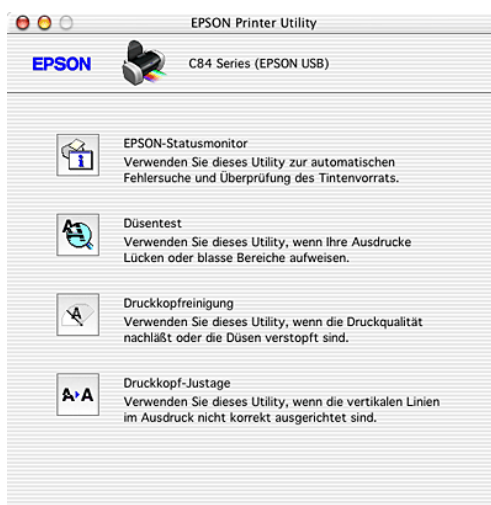 EPSON Printer Utility
EPSON
C84 Series (EPSON USB)
EPSON-Statusmonitor
Verwenden Sie dieses Utility zur automatischen
Fehlersuche und Überprüfung des Tintenvorrats.
Düsentest
Verwenden Sie dieses Utility, wenn Ihre Ausdrucke
Lücken oder blasse Bereiche aufweisen.
Druckkopfreinigung
Verwenden Sie dieses Utility, wenn die Druckqualität
nachläßt oder die Düsen verstopft sind.
Druckkopf-Justage
A A
Verwenden Sie dieses Utility, wenn die vertikalen Linien
im Ausdruck nicht korrekt ausgerichtet sind.